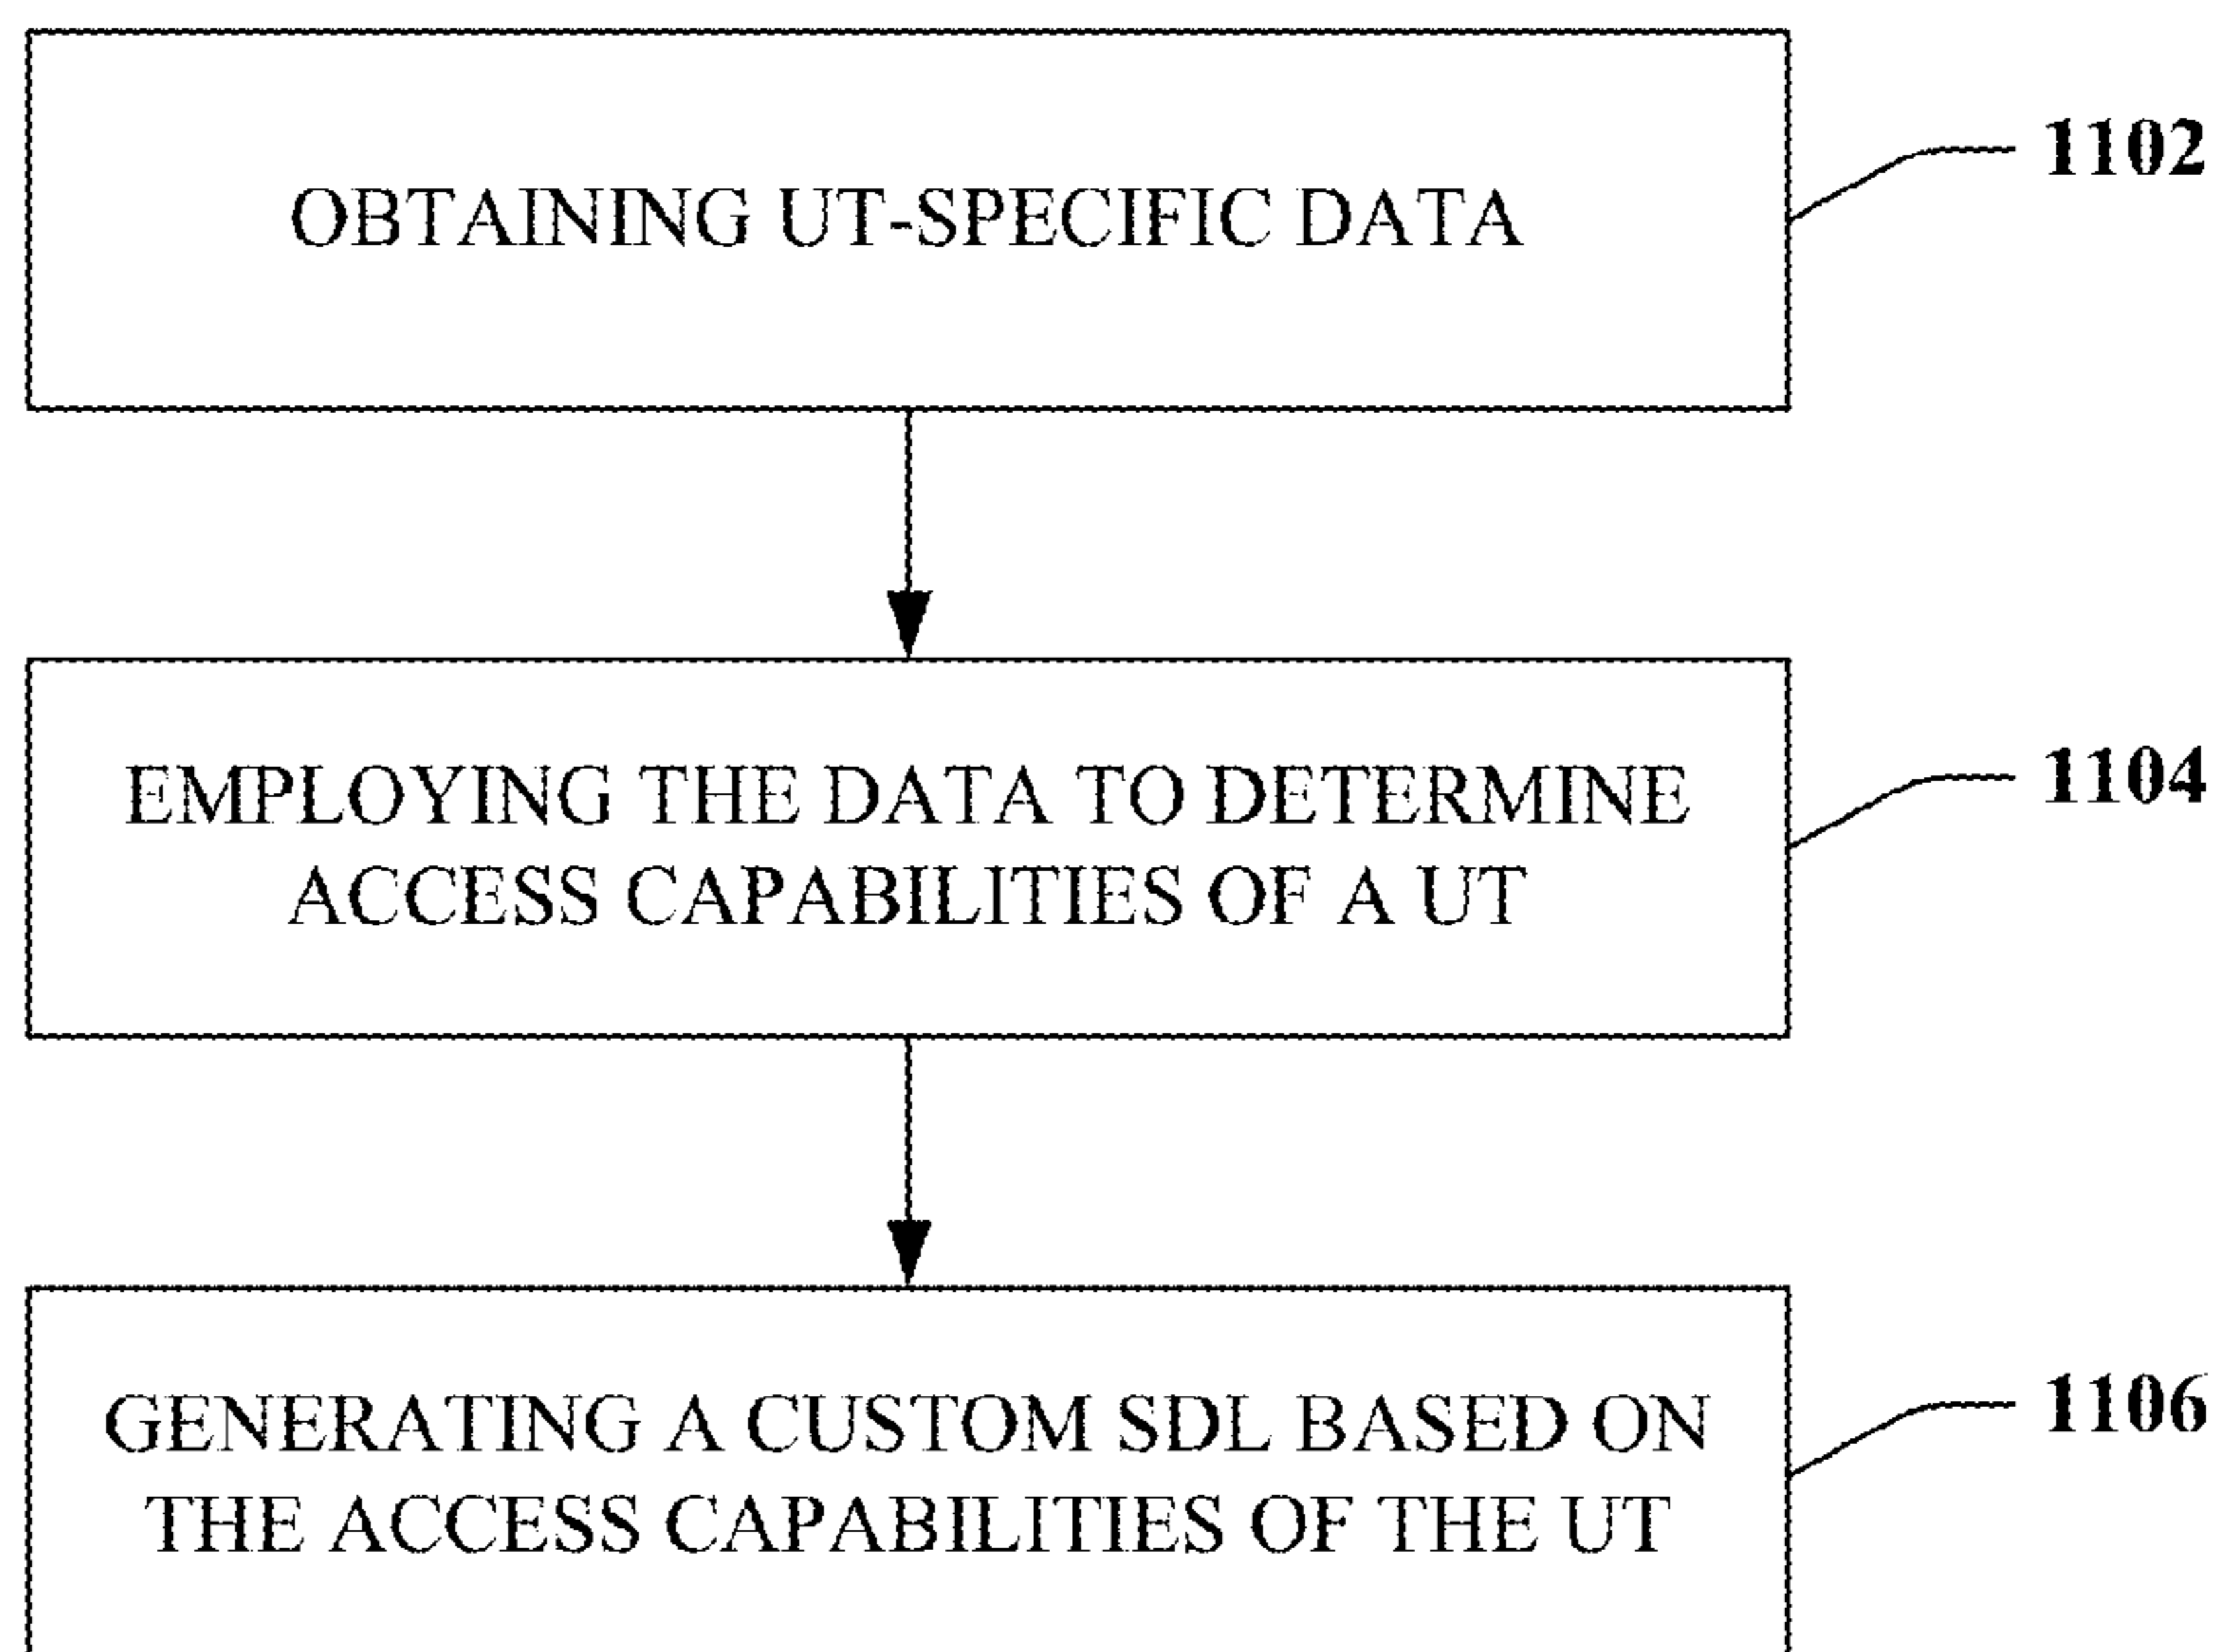 OBTAINING UT-SPECIFIC DATA
1102
EMPLOYING THE DATA TO DETERMINE
ACCESS CAPABILITIES OF A UT
1104
GENERATING A CUSTOM SDL BASED ON
THE ACCESS CAPABILITIES OF THE UT
1106